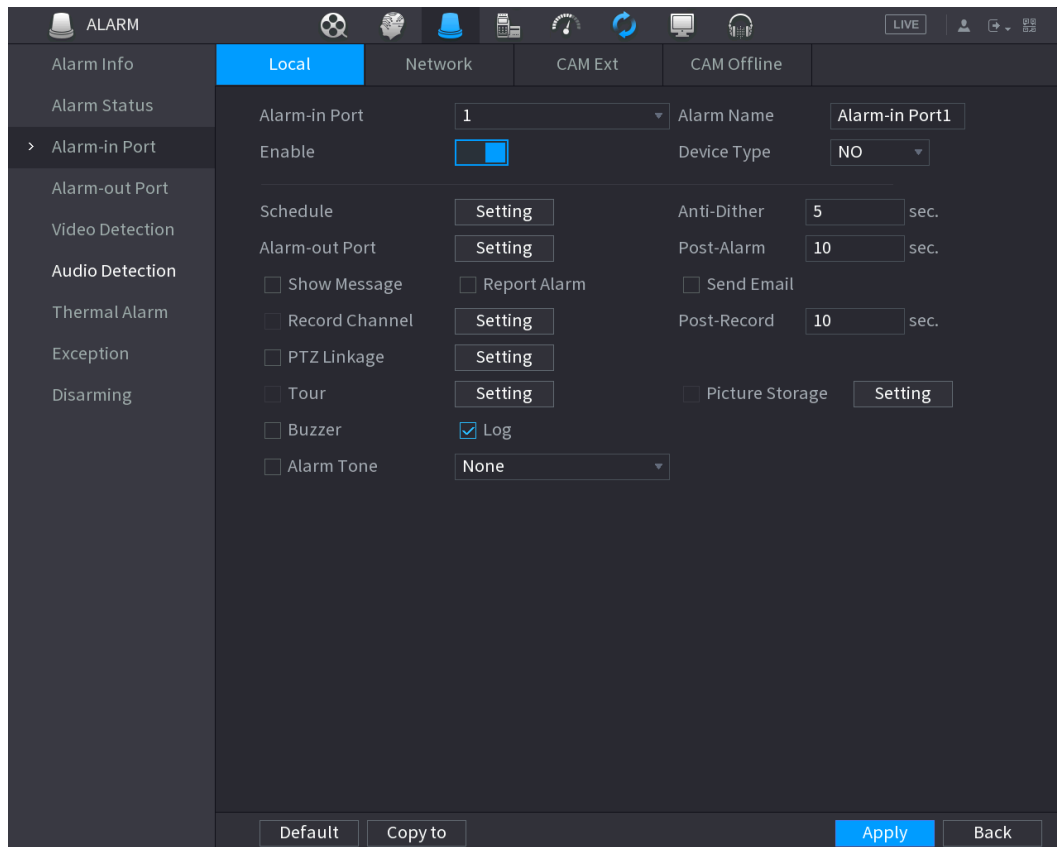 ALARM LIVE
Alarm Info
Alarm Status
> Alarm-in Port
Alarm-out Port
Video Detection
Audio Detection
Thermal Alarm
Exception
Disarming
Local Network CAM Ext CAM Offline
Alarm-in Port 1 Alarm Name Alarm-in Port1
Enable Device Type NO
Schedule Setting Anti-Dither 5 sec.
Alarm-out Port Setting Post-Alarm 10 sec.
Show Message Report Alarm Send Email
Record Channel Setting Post-Record 10 sec.
PTZ Linkage Setting
Tour Setting Picture Storage Setting
Buzzer Log
Alarm Tone None
Default Copy to Apply Back